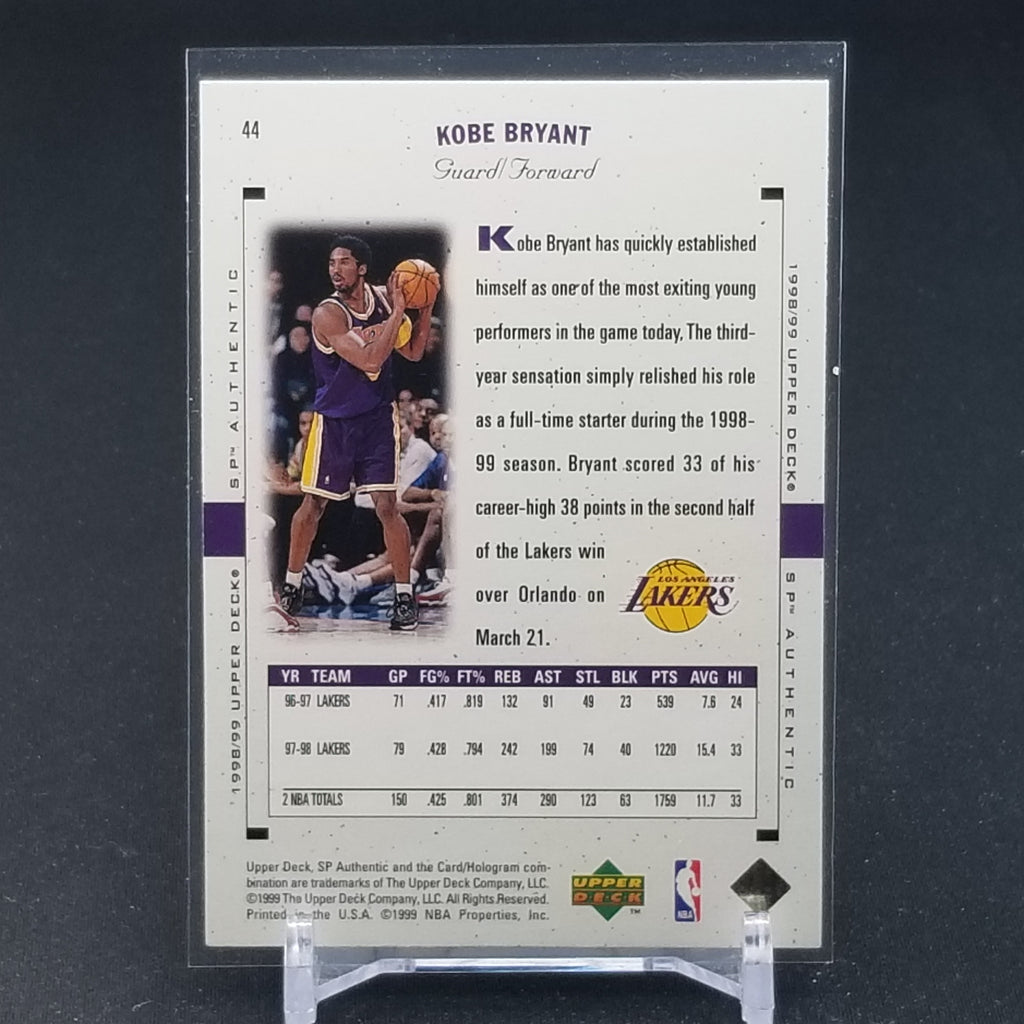 44
KOBE BRYANT
Guard/Forward
Kobe Bryant has quickly established
himself as one of the most exiting young
performers in the game today. The third-
year sensation simply relished his role
as a full-time starter during the 1998-
99 season. Bryant scored 33 of his
career-high 38 points in the second half
of the Lakers win
over Orlando on
March 21.
LOS ANGELES
LAKERS
SP™ AUTHENTIC
1998/99 UPPER DECK®
1998/99 UPPER DECK®
SP™ AUTHENTIC
YR TEAM GP FG% FT% REB AST STL BLK PTS AVG HI
96-97 LAKERS 71 .417 .819 132 91 49 23 539 7.6 24
97-98 LAKERS 79 .428 .794 242 199 74 40 1220 15.4 33
2 NBA TOTALS 150 .425 .801 374 290 123 63 1759 11.7 33
Upper Deck, SP Authentic and the Card/Hologram com-
bination are trademarks of The Upper Deck Company, LLC.
©1999 The Upper Deck Company, LLC. All Rights Reserved.
Printed in the U.S.A. ©1999 NBA Properties, Inc.
UPPER
DECK™
NBA